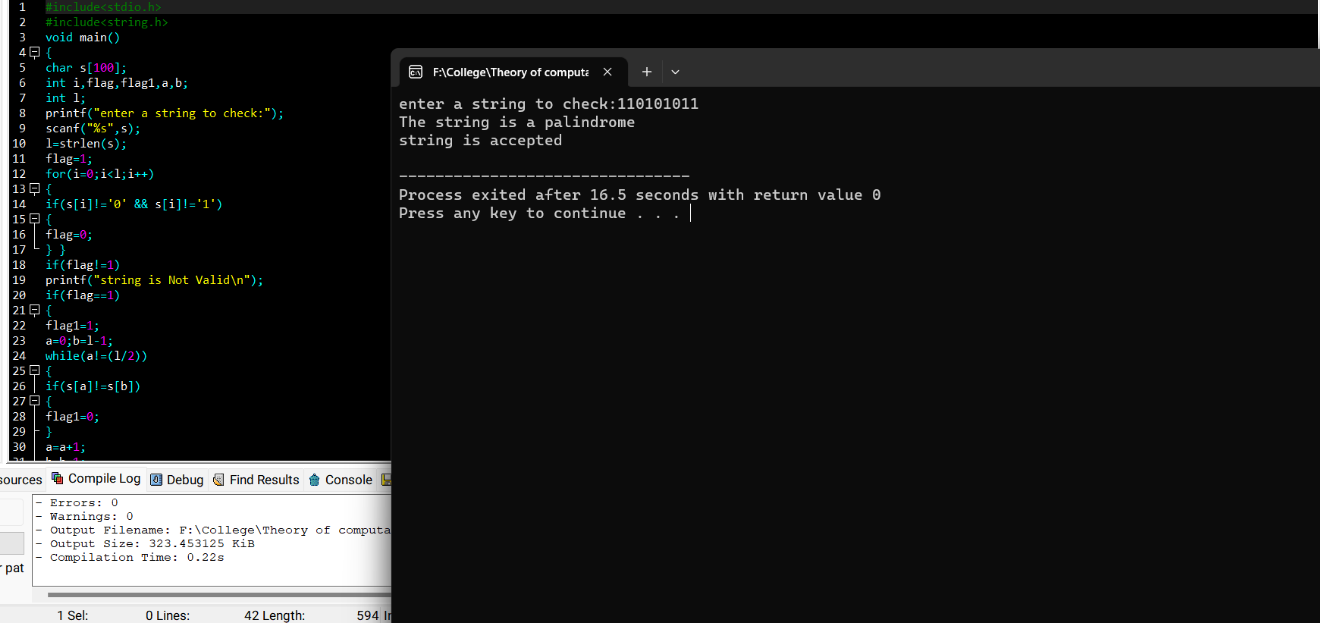 1 #include<stdio.h>
2 #include<string.h>
3 void main()
4 {
5 char s[100];
6 int i,flag,flag1,a,b;
7 int l;
8 printf("enter a string to check:");
9 scanf("%s",s);
10 l=strlen(s);
11 flag=1;
12 for(i=0;i<l;i++)
13 {
14 if(s[i]!='0' && s[i]!='1')
15 {
16 flag=0;
17 } }
18 if(flag!=1)
19 printf("string is Not Valid\n");
20 if(flag==1)
21 {
22 flag1=1;
23 a=0;b=l-1;
24 while(a!=(l/2))
25 {
26 if(s[a]!=s[b])
27 {
28 flag1=0;
29 }
30 a=a+1;
F:\College\Theory of computa
enter a string to check:110101011
The string is a palindrome
string is accepted
--------------------------------
Process exited after 16.5 seconds with return value 0
Press any key to continue . . .
sources Compile Log Debug Find Results Console
- Errors: 0
- Warnings: 0
- Output Filename: F:\College\Theory of computa
- Output Size: 323.453125 KiB
- Compilation Time: 0.22s
r pat
1 Sel: 0 Lines: 42 Length: 594 In